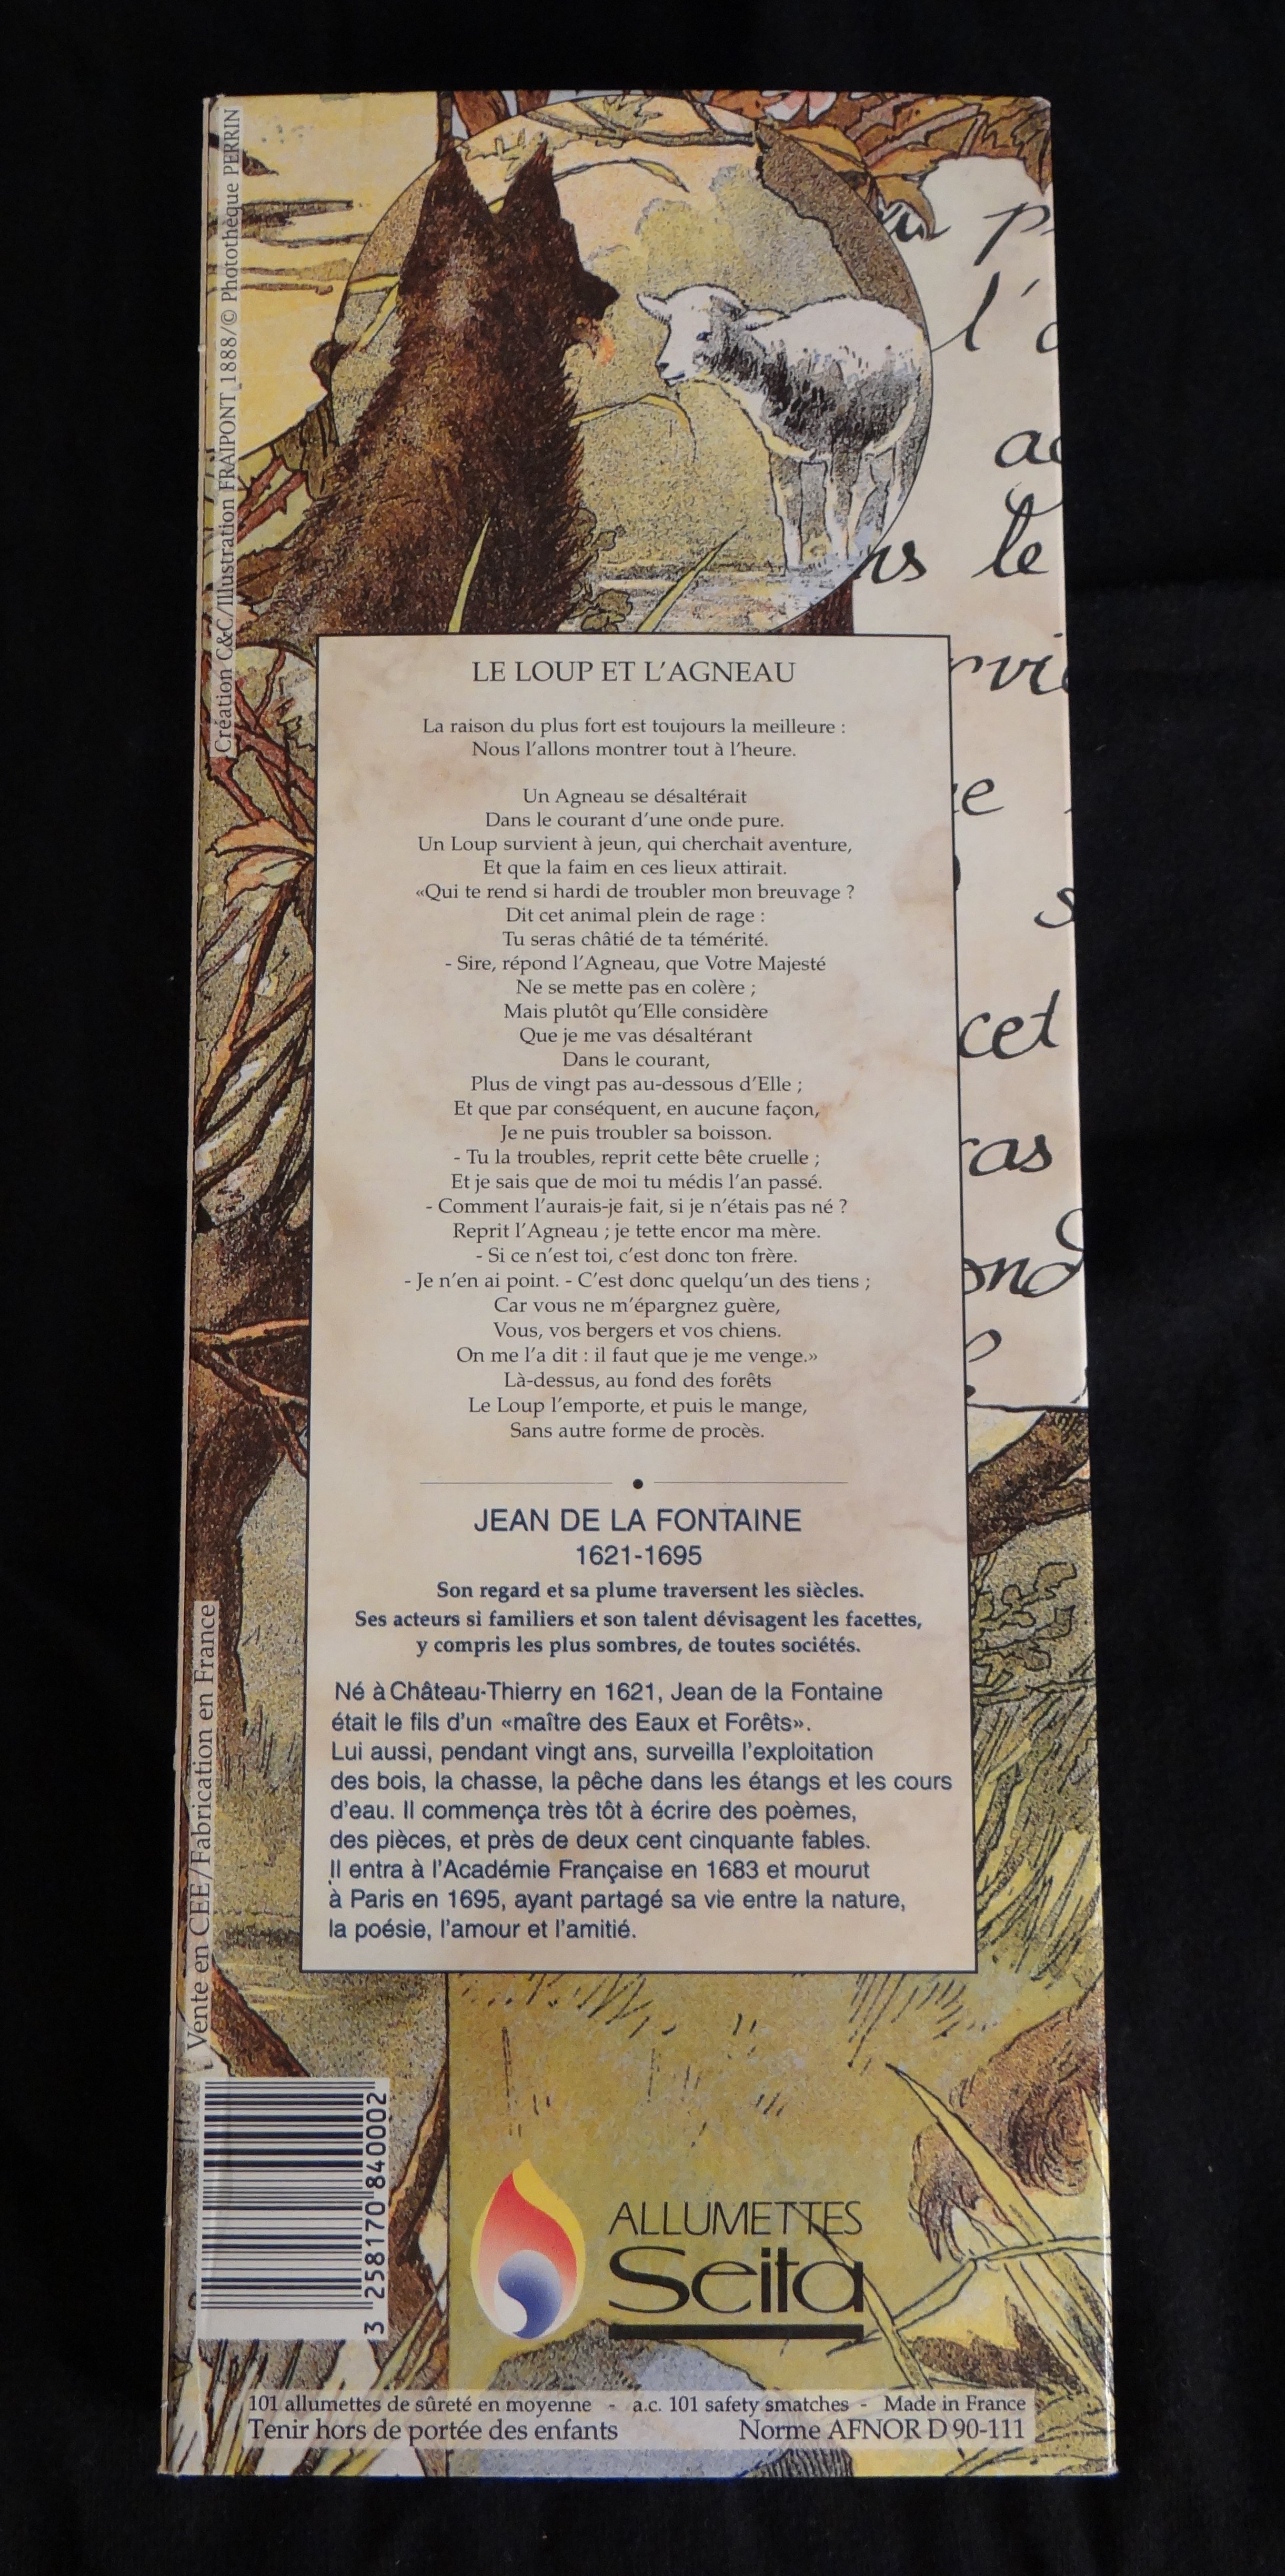 Création C&C/Illustration FRAIPONT 1888/© Photothèque PERRIN
LE LOUP ET L'AGNEAU
La raison du plus fort est toujours la meilleure :
Nous l'allons montrer tout à l'heure.
Un Agneau se désaltérait
Dans le courant d'une onde pure.
Un Loup survient à jeun, qui cherchait aventure,
Et que la faim en ces lieux attirait.
«Qui te rend si hardi de troubler mon breuvage ?
Dit cet animal plein de rage :
Tu seras châtié de ta témérité.
- Sire, répond l'Agneau, que Votre Majesté
Ne se mette pas en colère ;
Mais plutôt qu'Elle considère
Que je me vas désaltérant
Dans le courant,
Plus de vingt pas au-dessous d'Elle ;
Et que par conséquent, en aucune façon,
Je ne puis troubler sa boisson.
- Tu la troubles, reprit cette bête cruelle ;
Et je sais que de moi tu médis l'an passé.
- Comment l'aurais-je fait, si je n'étais pas né ?
Reprit l'Agneau ; je tette encor ma mère.
- Si ce n'est toi, c'est donc ton frère.
- Je n'en ai point. - C'est donc quelqu'un des tiens ;
Car vous ne m'épargnez guère,
Vous, vos bergers et vos chiens.
On me l'a dit : il faut que je me venge.»
Là-dessus, au fond des forêts
Le Loup l'emporte, et puis le mange,
Sans autre forme de procès.
JEAN DE LA FONTAINE
1621-1695
Son regard et sa plume traversent les siècles.
Ses acteurs si familiers et son talent dévisagent les facettes,
y compris les plus sombres, de toutes sociétés.
Né à Château-Thierry en 1621, Jean de la Fontaine
était le fils d'un «maître des Eaux et Forêts».
Lui aussi, pendant vingt ans, surveilla l'exploitation
des bois, la chasse, la pêche dans les étangs et les cours
d'eau. Il commença très tôt à écrire des poèmes,
des pièces, et près de deux cent cinquante fables.
Il entra à l'Académie Française en 1683 et mourut
à Paris en 1695, ayant partagé sa vie entre la nature,
la poésie, l'amour et l'amitié.
le
cet
Vente en CEE/Fabrication en France
3 258170 840002
ALLUMETTES
Seita
101 allumettes de sûreté en moyenne - a.c. 101 safety smatches - Made in France
Tenir hors de portée des enfants Norme AFNOR D 90-111